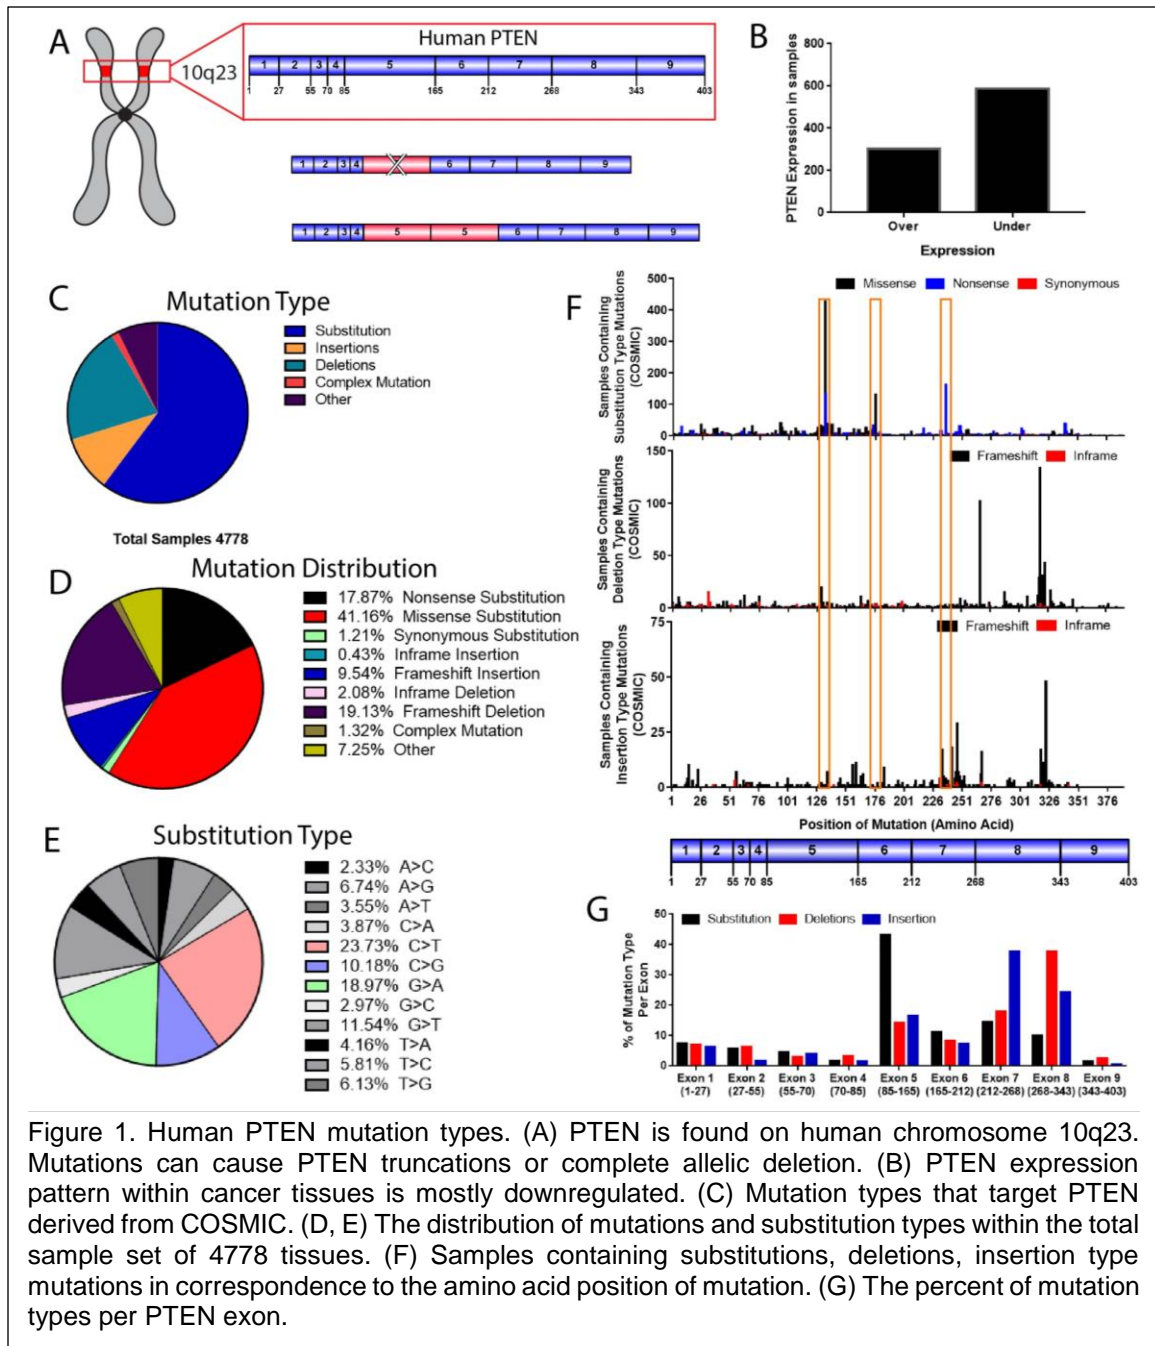 A
Human PTEN
10q23
1 2 3 4 5 6 7 8 9
1 27 55 70 85 165 212 268 343 403
1 2 3 4 6 7 8 9
1 2 3 4 5 5 6 7 8 9
B
PTEN Expression in samples
800
600
400
200
0
Over Under
Expression
C
Mutation Type
Substitution
Insertions
Deletions
Complex Mutation
Other
Total Samples 4778
D
Mutation Distribution
17.87% Nonsense Substitution
41.16% Missense Substitution
1.21% Synonymous Substitution
0.43% Inframe Insertion
9.54% Frameshift Insertion
2.08% Inframe Deletion
19.13% Frameshift Deletion
1.32% Complex Mutation
7.25% Other
E
Substitution Type
2.33% A>C
6.74% A>G
3.55% A>T
3.87% C>A
23.73% C>T
10.18% C>G
18.97% G>A
2.97% G>C
11.54% G>T
4.16% T>A
5.81% T>C
6.13% T>G
F
Samples Containing
Substitution Type Mutations
(COSMIC)
500
400
300
200
100
0
Missense Nonsense Synonymous
Samples Containing
Deletion Type Mutations
(COSMIC)
150
100
50
0
Frameshift Inframe
Samples Containing
Insertion Type Mutations
(COSMIC)
75
50
25
0
Frameshift Inframe
1 26 51 76 101 126 151 176 201 226 251 276 301 326 351 376
Position of Mutation (Amino Acid)
1 2 3 4 5 6 7 8 9
1 27 55 70 85 165 212 268 343 403
G
% of Mutation Type
Per Exon
50
40
30
20
10
0
Substitution Deletions Insertion
Exon 1 Exon 2 Exon 3 Exon 4 Exon 5 Exon 6 Exon 7 Exon 8 Exon 9
(1-27) (27-55) (55-70) (70-85) (85-165) (165-212) (212-268) (268-343) (343-403)
Figure 1. Human PTEN mutation types. (A) PTEN is found on human chromosome 10q23.
Mutations can cause PTEN truncations or complete allelic deletion. (B) PTEN expression
pattern within cancer tissues is mostly downregulated. (C) Mutation types that target PTEN
derived from COSMIC. (D, E) The distribution of mutations and substitution types within the total
sample set of 4778 tissues. (F) Samples containing substitutions, deletions, insertion type
mutations in correspondence to the amino acid position of mutation. (G) The percent of mutation
types per PTEN exon.